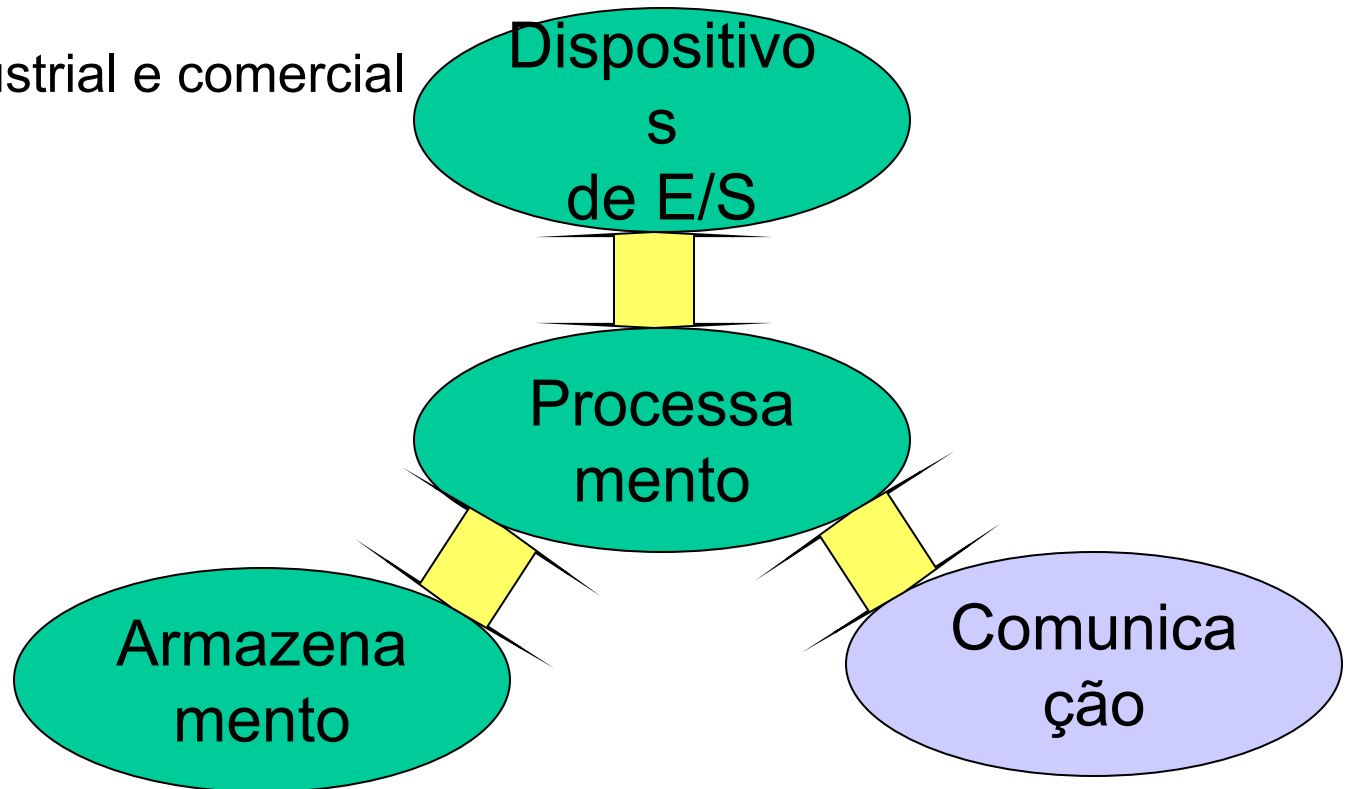 ustrial e comercial
Dispositivo
s
de E/S
Processa
mento
Armazena
mento
Comunica
ção